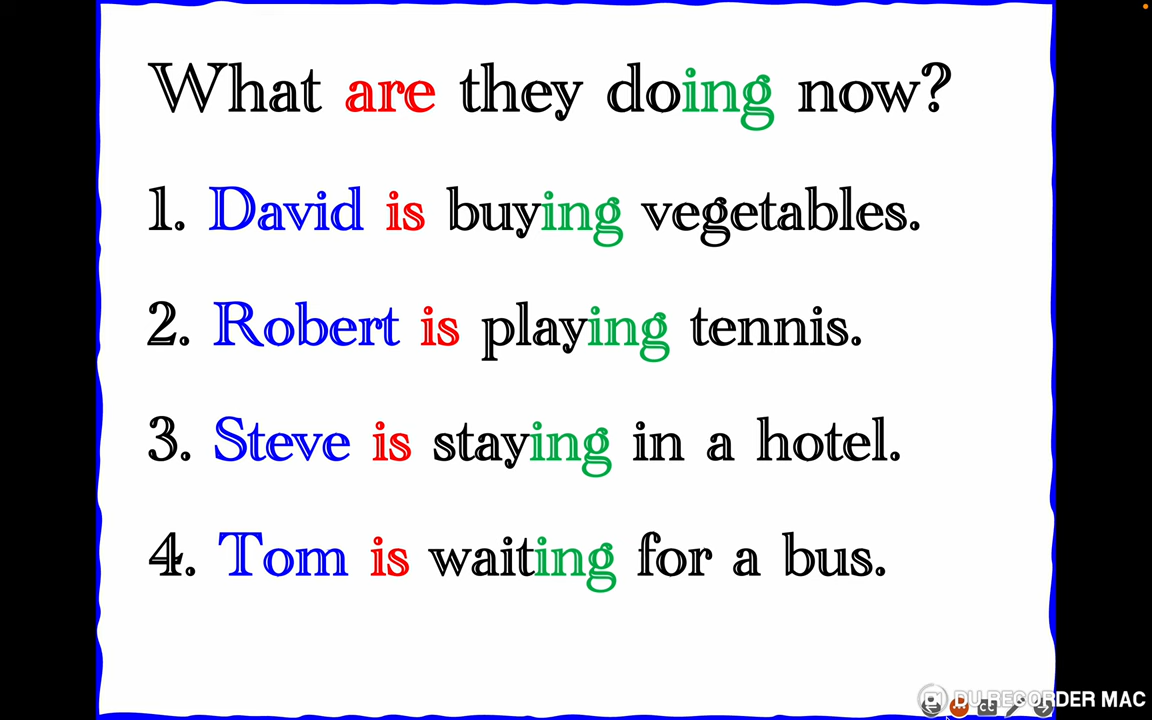 What are they doing now?
1. David is buying vegetables.
2. Robert is playing tennis.
3. Steve is staying in a hotel.
4. Tom is waiting for a bus.
DU RECORDER MAC